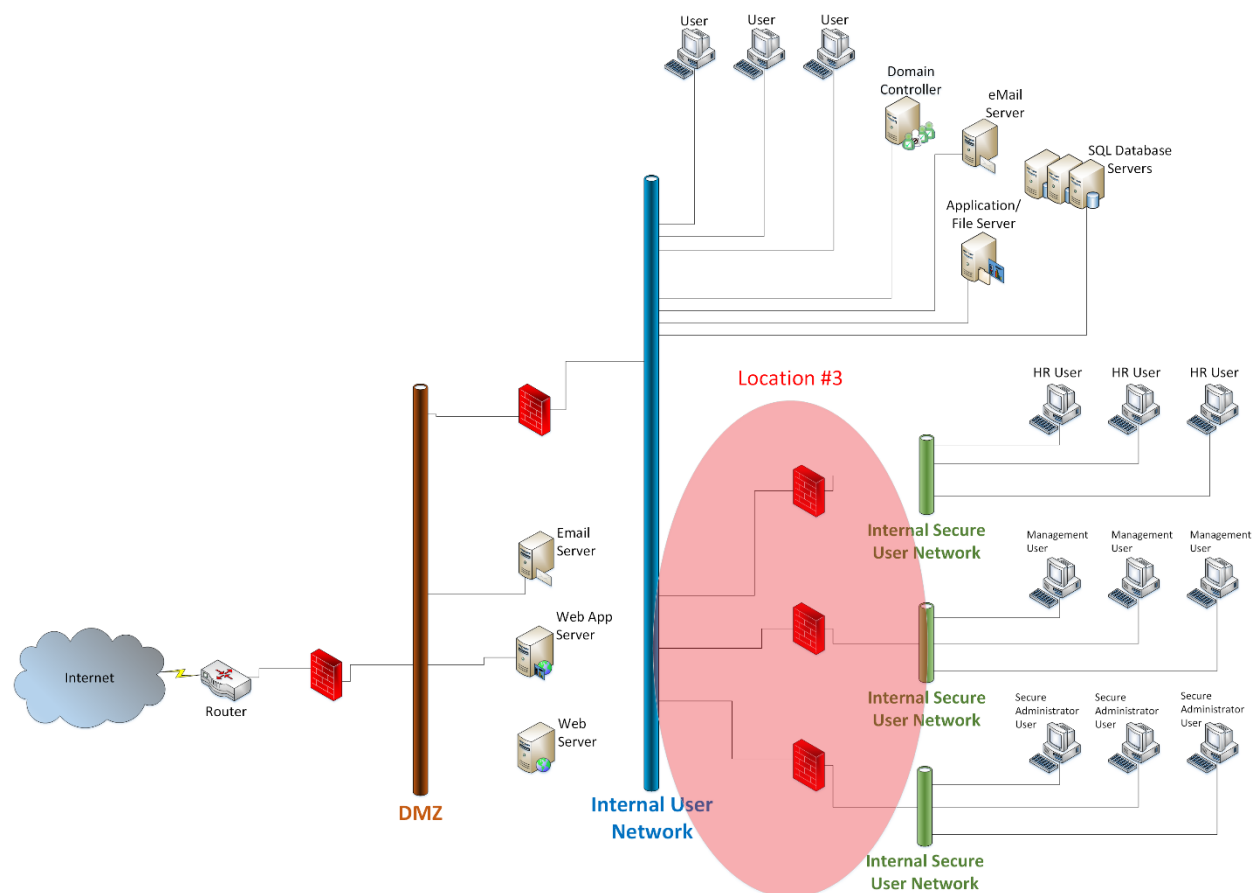 User
User
User
Domain
Controller
eMail
Server
SQL Database
Servers
Application/
File Server
Location #3
HR User
HR User
HR User
Internal Secure
User Network
Email
Server
Management
User
Management
User
Management
User
Web App
Server
Internet
Router
Internal Secure
User Network
Secure
Administrator
User
Secure
Administrator
User
Secure
Administrator
User
Web
Server
DMZ
Internal User
Network
Internal Secure
User Network